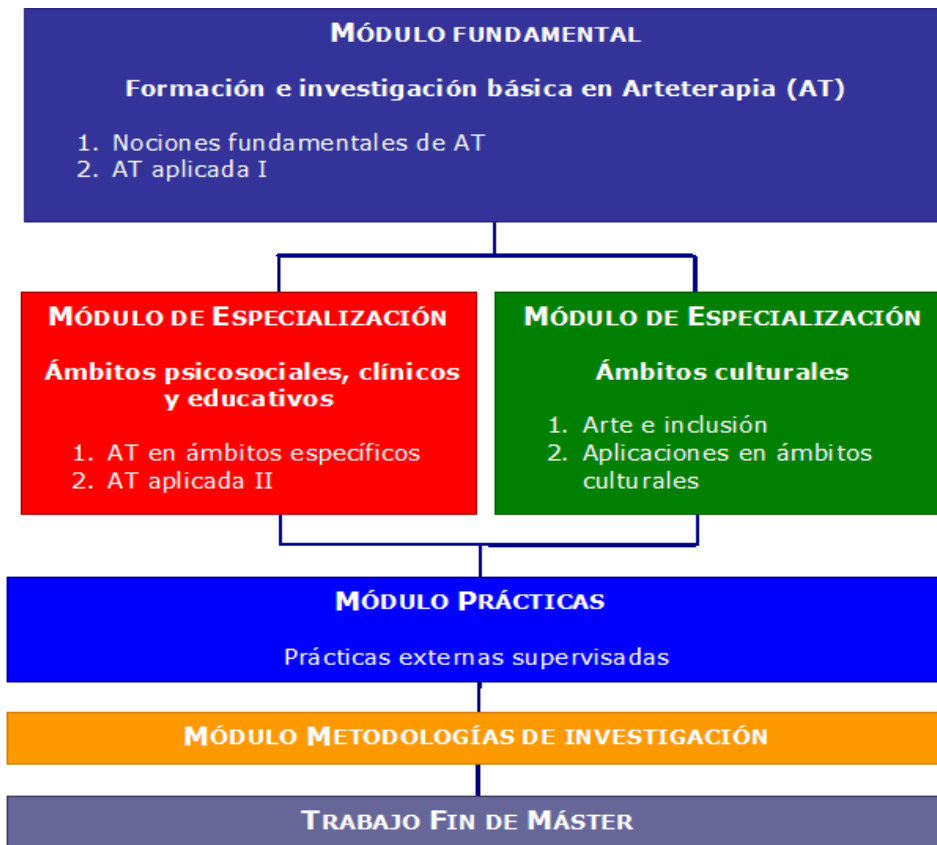 MÓDULO FUNDAMENTAL
Formación e investigación básica en Arteterapia (AT)
1. Nociones fundamentales de AT
2. AT aplicada I
MÓDULO DE ESPECIALIZACIÓN
Ámbitos psicosociales, clínicos
y educativos
1. AT en ámbitos específicos
2. AT aplicada II
MÓDULO DE ESPECIALIZACIÓN
Ámbitos culturales
1. Arte e inclusión
2. Aplicaciones en ámbitos
culturales
MÓDULO PRÁCTICAS
Prácticas externas supervisadas
MÓDULO METODOLOGÍAS DE INVESTIGACIÓN
TRABAJO FIN DE MÁSTER